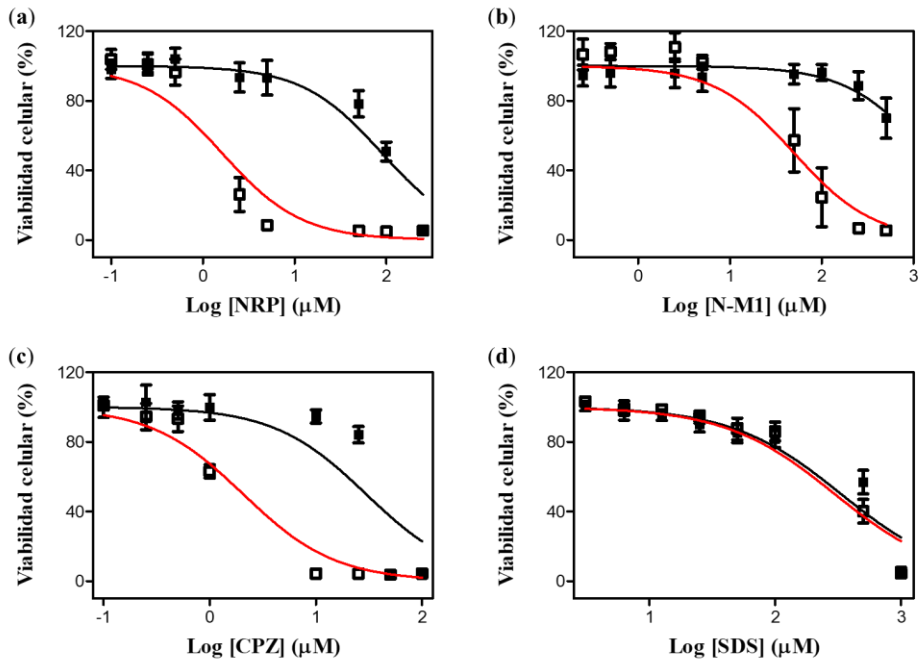 (a)
120
80
40
0
Viabilidad celular (%)
-1 0 1 2
Log [NRP] (μM)
(b)
120
80
40
0
Viabilidad celular (%)
0 1 2 3
Log [N-M1] (μM)
(c)
120
80
40
0
Viabilidad celular (%)
-1 0 1 2
Log [CPZ] (μM)
(d)
120
80
40
0
Viabilidad celular (%)
1 2 3
Log [SDS] (μM)